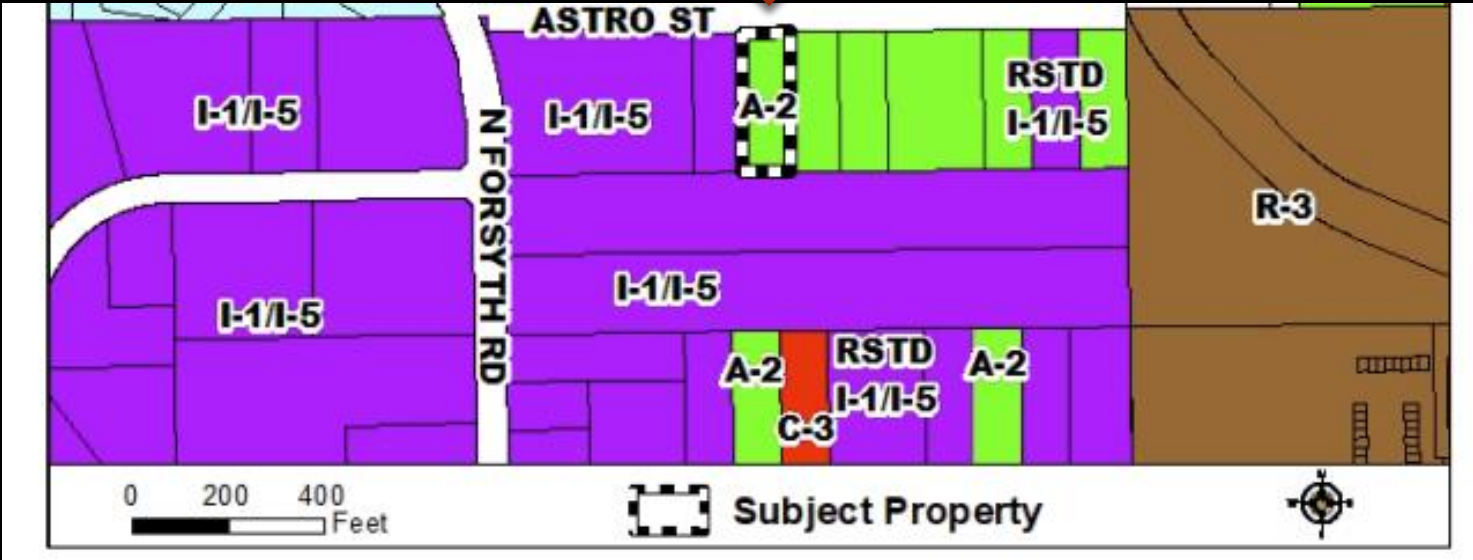 ASTRO ST
I-1/I-5
I-1/I-5
A-2
RSTD
I-1/I-5
N FORSYTH RD
R-3
I-1/I-5
I-1/I-5
A-2
C-3
RSTD
I-1/I-5
A-2
0 200 400
Feet
Subject Property
N